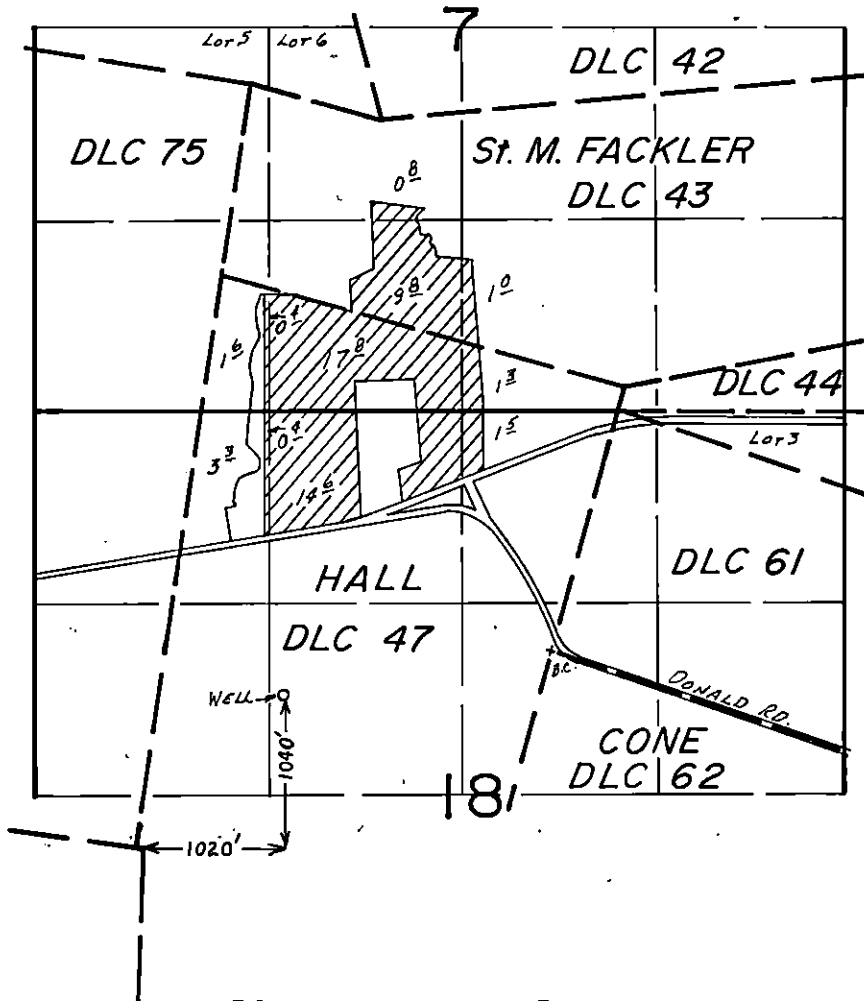 7
Lot 5
Lot 6
DLC 42
DLC 75
St. M. FACKLER
DLC 43
0 8
9 8
1 0
0 4
1 6
17 8
1 3
DLC 44
0 4
1 5
Lot 3
3 3
14 6
HALL
DLC 61
DLC 47
B.C.
WELL
DONALD RD.
1040'
CONE
DLC 62
18
1020'